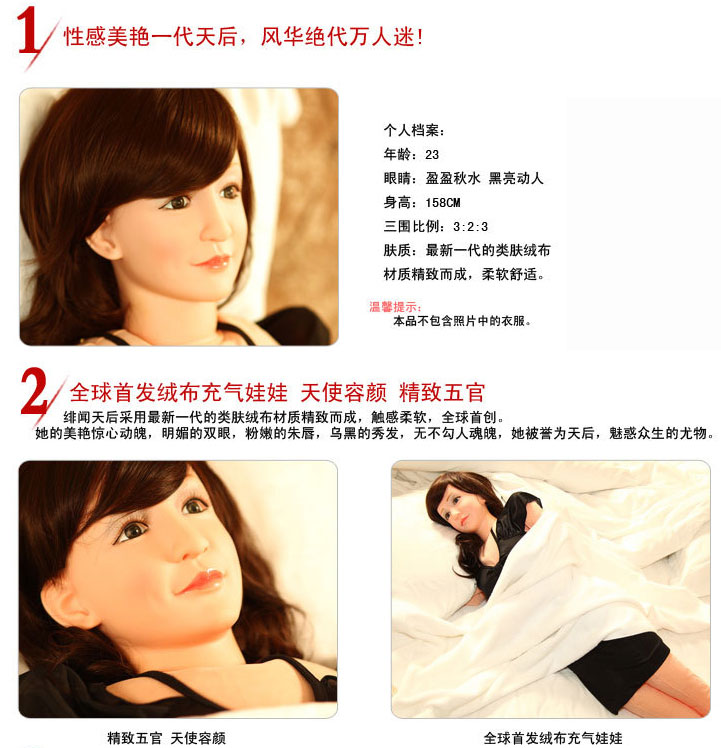 1
性感美艳一代天后，风华绝代万人迷！
个人档案：
年龄：23
眼睛：盈盈秋水 黑亮动人
身高：158CM
三围比例：3:2:3
肤质：最新一代的类肤绒布
材质精致而成，柔软舒适。
温馨提示：
本品不包含照片中的衣服。
2
全球首发绒布充气娃娃 天使容颜 精致五官
绯闻天后采用最新一代的类肤绒布材质精致而成，触感柔软，全球首创。
她的美艳惊心动魄，明媚的双眼，粉嫩的朱唇，乌黑的秀发，无不勾人魂魄，她被誉为天后，魅惑众生的尤物。
精致五官 天使容颜
全球首发绒布充气娃娃